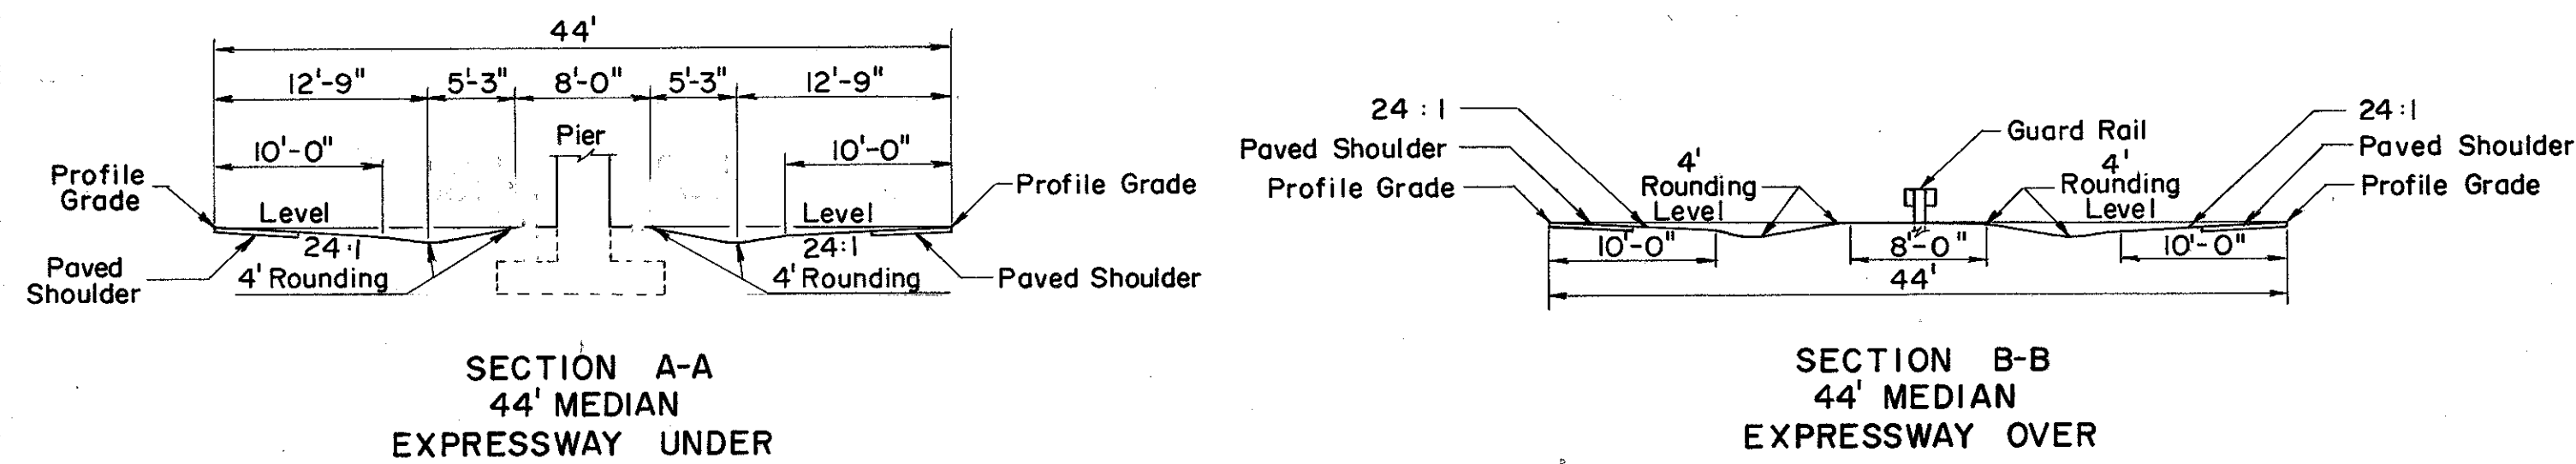 44'
12'-9" 5'-3" 8'-0" 5'-3" 12'-9"
Pier
10'-0" 10'-0"
Profile
Grade
Profile Grade
Level Level
24:1 24:1
Paved
Shoulder
4' Rounding 4' Rounding
Paved Shoulder
SECTION A-A
44' MEDIAN
EXPRESSWAY UNDER
24:1 24:1
Guard Rail
Paved Shoulder Paved Shoulder
4'
Rounding
Level
4'
Rounding
Level
Profile Grade Profile Grade
10'-0" 8'-0" 10'-0"
44'
SECTION B-B
44' MEDIAN
EXPRESSWAY OVER